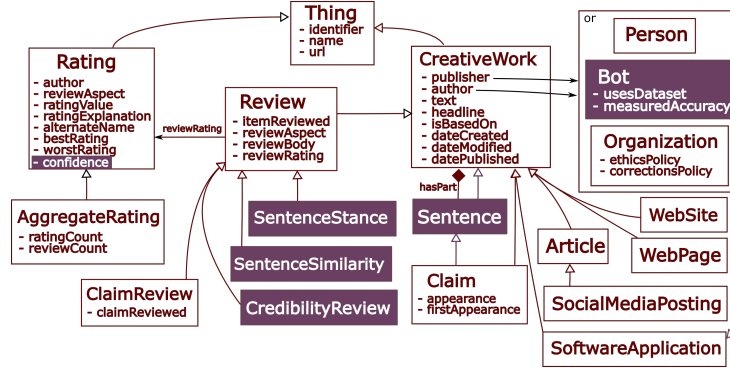 Thing
- identifier
- name
- url
Rating
- author
- reviewAspect
- ratingValue
- ratingExplanation
- alternateName
- bestRating
- worstRating
- confidence
AggregateRating
- ratingCount
- reviewCount
reviewRating
Review
- itemReviewed
- reviewAspect
- reviewBody
- reviewRating
ClaimReview
- claimReviewed
SentenceStance
SentenceSimilarity
CredibilityReview
CreativeWork
- publisher
- author
- text
- headline
- isBasedOn
- dateCreated
- dateModified
- datePublished
hasPart
Sentence
Claim
- appearance
- firstAppearance
or
Person
Bot
- usesDataset
- measuredAccuracy
Organization
- ethicsPolicy
- correctionsPolicy
WebSite
WebPage
Article
SocialMediaPosting
SoftwareApplication